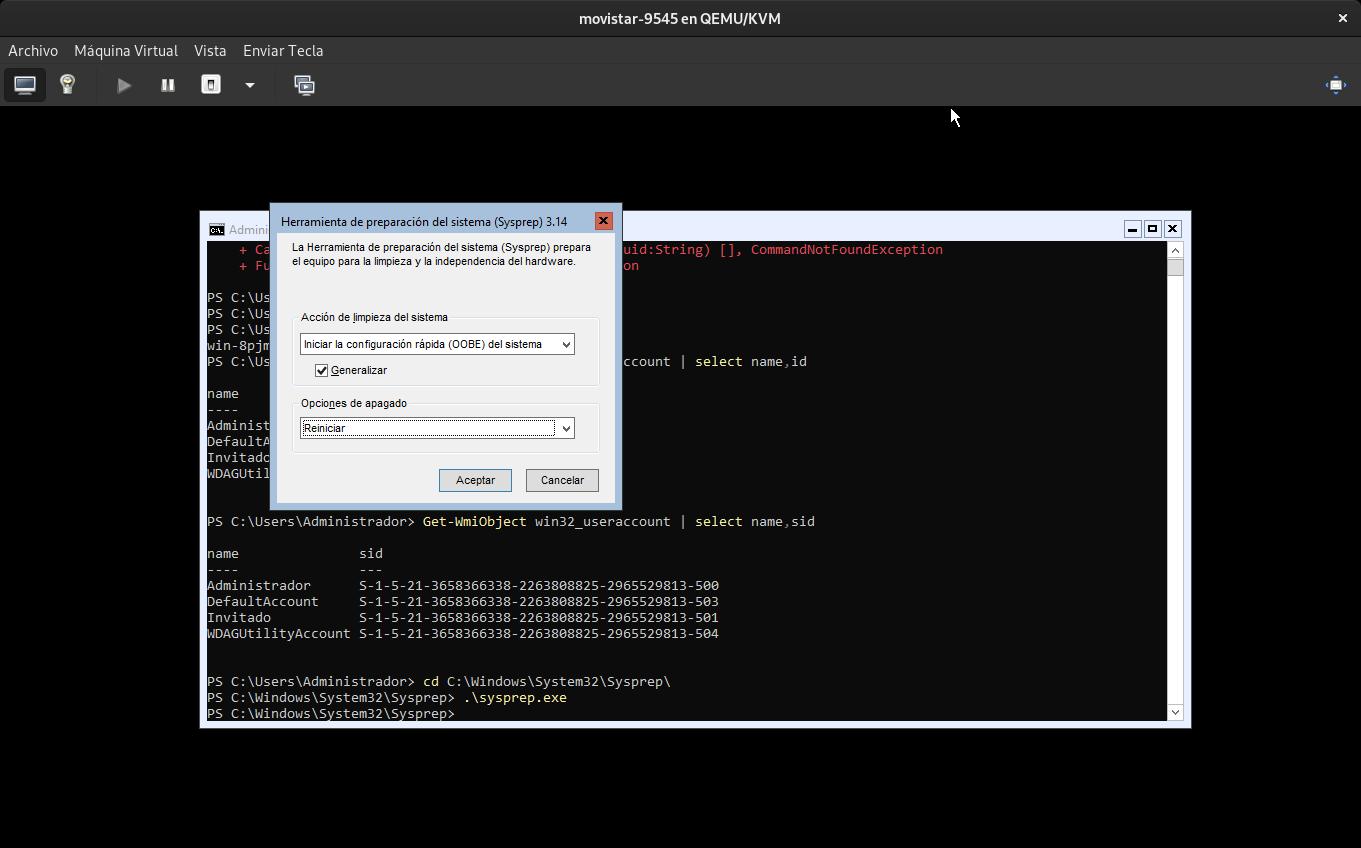 movistar-9545 en QEMU/KVM
Archivo Máquina Virtual Vista Enviar Tecla
Herramienta de preparación del sistema (Sysprep) 3.14
La Herramienta de preparación del sistema (Sysprep) prepara
el equipo para la limpieza y la independencia del hardware.
Acción de limpieza del sistema
Iniciar la configuración rápida (OOBE) del sistema
Generalizar
Opciones de apagado
Reiniciar
Aceptar Cancelar
Admini
+ Ca uid:String) [], CommandNotFoundException
+ Fu on
PS C:\Us
PS C:\Us
PS C:\Us
win-8pjm
PS C:\Us ccount | select name,id
name
----
Administ
DefaultA
Invitado
WDAGUtil
PS C:\Users\Administrador> Get-WmiObject win32_useraccount | select name,sid
name sid
---- ---
Administrador S-1-5-21-3658366338-2263808825-2965529813-500
DefaultAccount S-1-5-21-3658366338-2263808825-2965529813-503
Invitado S-1-5-21-3658366338-2263808825-2965529813-501
WDAGUtilityAccount S-1-5-21-3658366338-2263808825-2965529813-504
PS C:\Users\Administrador> cd C:\Windows\System32\Sysprep\
PS C:\Windows\System32\Sysprep> .\sysprep.exe
PS C:\Windows\System32\Sysprep>